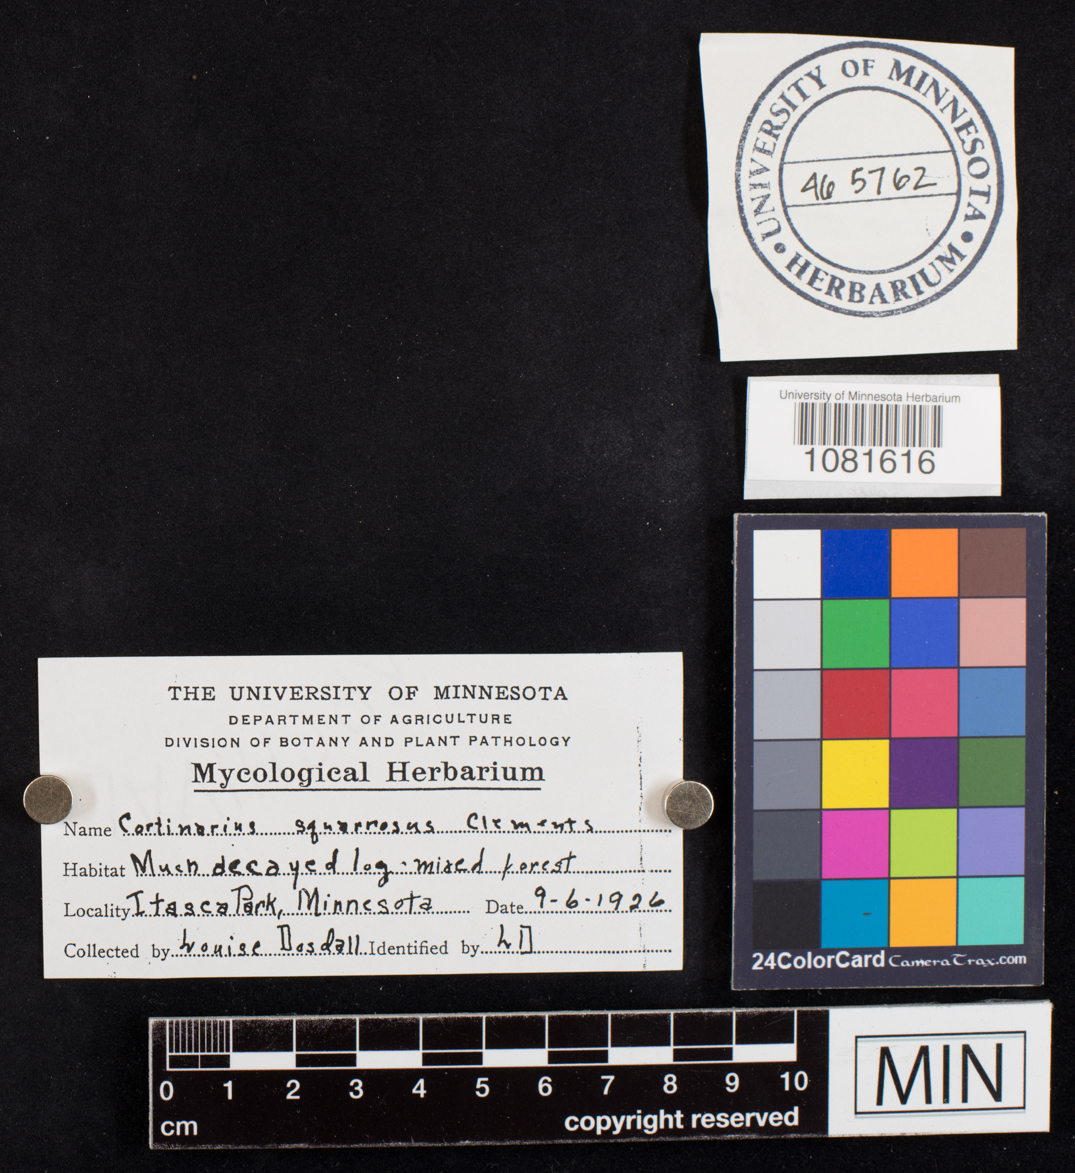 UNIVERSITY OF MINNESOTA
• HERBARIUM •
465762
University of Minnesota Herbarium
1081616
THE UNIVERSITY OF MINNESOTA
DEPARTMENT OF AGRICULTURE
DIVISION OF BOTANY AND PLANT PATHOLOGY
Mycological Herbarium
Name Cortinarius squarrosus Clements
Habitat Much decayed log - mixed forest
Locality Itasca Park, Minnesota Date 9-6-1926
Collected by Louise Dosdall Identified by LD
24ColorCard CameraTrax.com
0 1 2 3 4 5 6 7 8 9 10
cm
copyright reserved
MIN